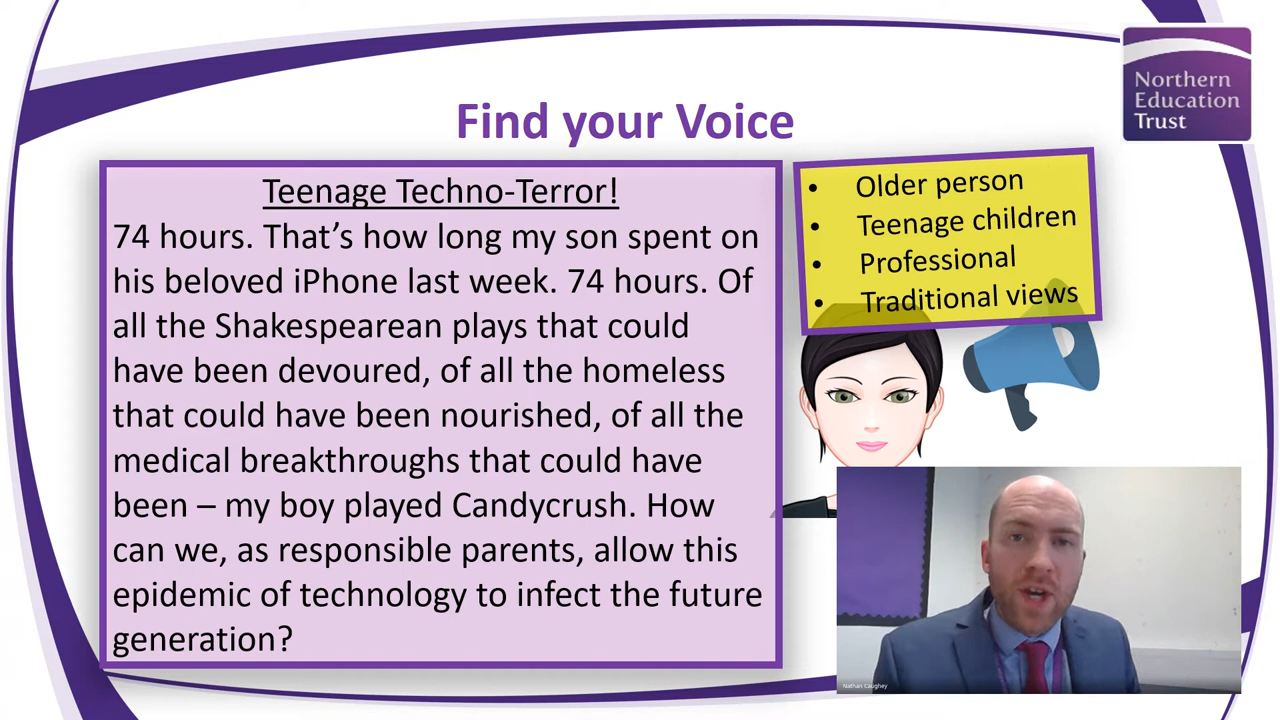 Northern
Education
Trust
Find your Voice
Teenage Techno-Terror!
74 hours. That’s how long my son spent on
his beloved iPhone last week. 74 hours. Of
all the Shakespearean plays that could
have been devoured, of all the homeless
that could have been nourished, of all the
medical breakthroughs that could have
been – my boy played Candycrush. How
can we, as responsible parents, allow this
epidemic of technology to infect the future
generation?
• Older person
• Teenage children
• Professional
• Traditional views
Nathan Caughey